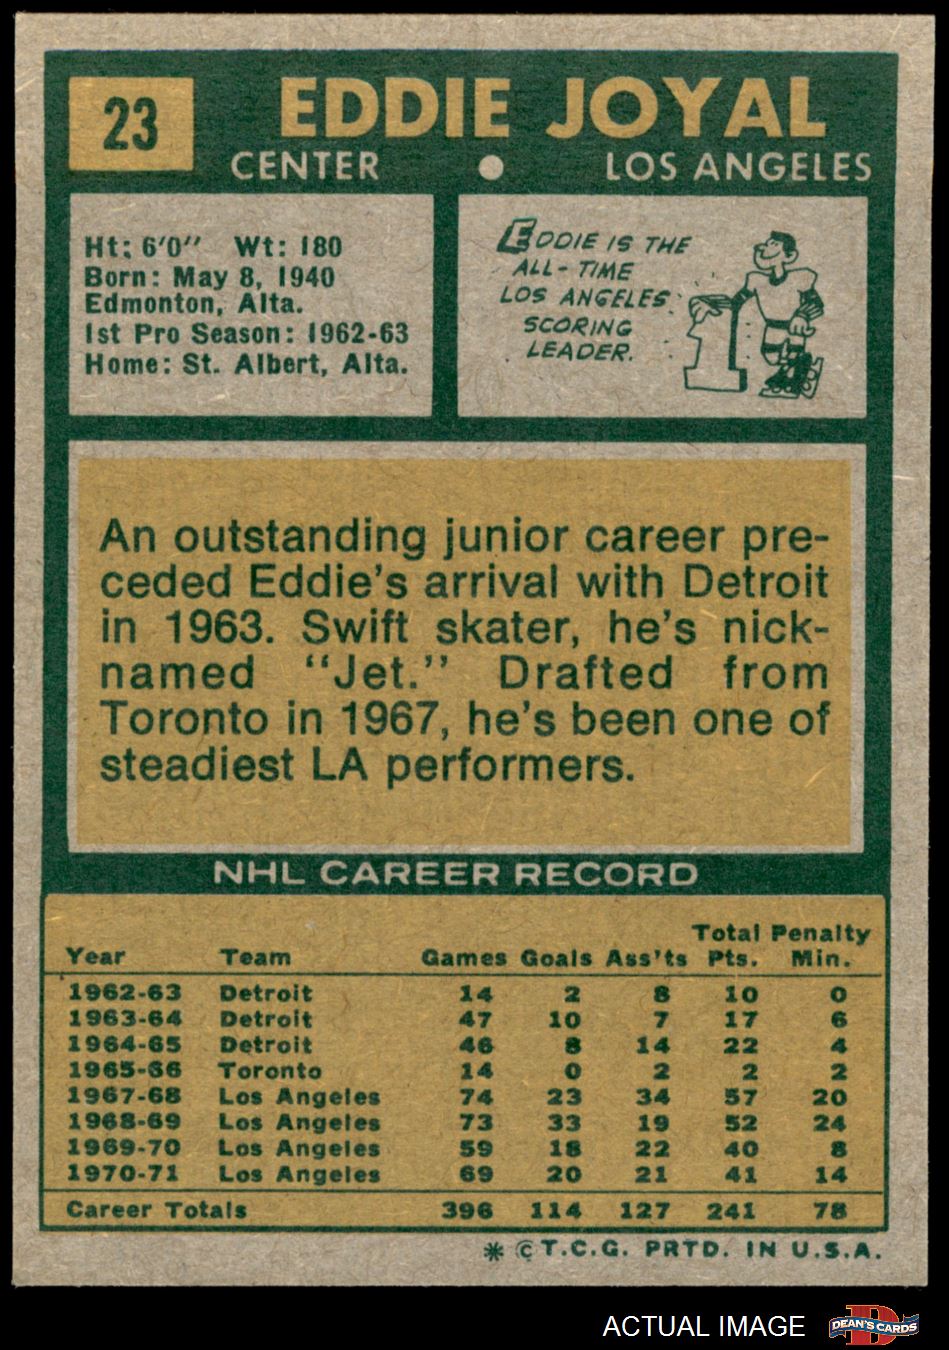 23
EDDIE JOYAL
CENTER • LOS ANGELES
Ht: 6'0" Wt: 180
Born: May 8, 1940
Edmonton, Alta.
1st Pro Season: 1962-63
Home: St. Albert, Alta.
EDDIE IS THE
ALL-TIME
LOS ANGELES
SCORING
LEADER.
1
An outstanding junior career pre-
ceded Eddie's arrival with Detroit
in 1963. Swift skater, he's nick-
named "Jet." Drafted from
Toronto in 1967, he's been one of
steadiest LA performers.
NHL CAREER RECORD
Year Team Games Goals Ass'ts Total Pts. Penalty Min.
1962-63 Detroit 14 2 8 10 0
1963-64 Detroit 47 10 7 17 6
1964-65 Detroit 46 8 14 22 4
1965-66 Toronto 14 0 2 2 2
1967-68 Los Angeles 74 23 34 57 20
1968-69 Los Angeles 73 33 19 52 24
1969-70 Los Angeles 59 18 22 40 8
1970-71 Los Angeles 69 20 21 41 14
Career Totals 396 114 127 241 78
* © T.C.G. PRTD. IN U.S.A.
ACTUAL IMAGE
D DEAN'S CARDS